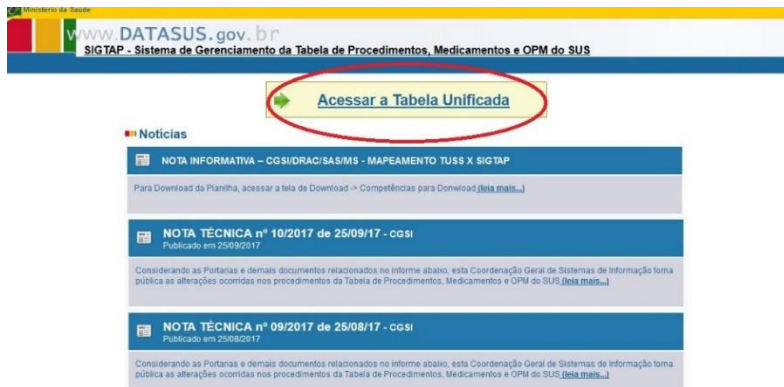 Ministério da Saúde
www.DATASUS.gov.br
SIGTAP - Sistema de Gerenciamento da Tabela de Procedimentos, Medicamentos e OPM do SUS
Acessar a Tabela Unificada
Noticias
NOTA INFORMATIVA – CGSI/DRAC/SAS/MS - MAPEAMENTO TUSS X SIGTAP
Para Download da Planilha, acessar a tela de Download -> Competências para Donwload (leia mais...)
NOTA TÉCNICA nº 10/2017 de 25/09/17 - CGSI
Publicado em 25/09/2017
Considerando as Portarias e demais documentos relacionados no informe abaixo, esta Coordenação Geral de Sistemas de Informação torna
pública as alterações ocorridas nos procedimentos da Tabela de Procedimentos, Medicamentos e OPM do SUS (leia mais...)
NOTA TÉCNICA nº 09/2017 de 25/08/17 - CGSI
Publicado em 25/08/2017
Considerando as Portarias e demais documentos relacionados no informe abaixo, esta Coordenação Geral de Sistemas de Informação torna
pública as alterações ocorridas nos procedimentos da Tabela de Procedimentos, Medicamentos e OPM do SUS (leia mais...)